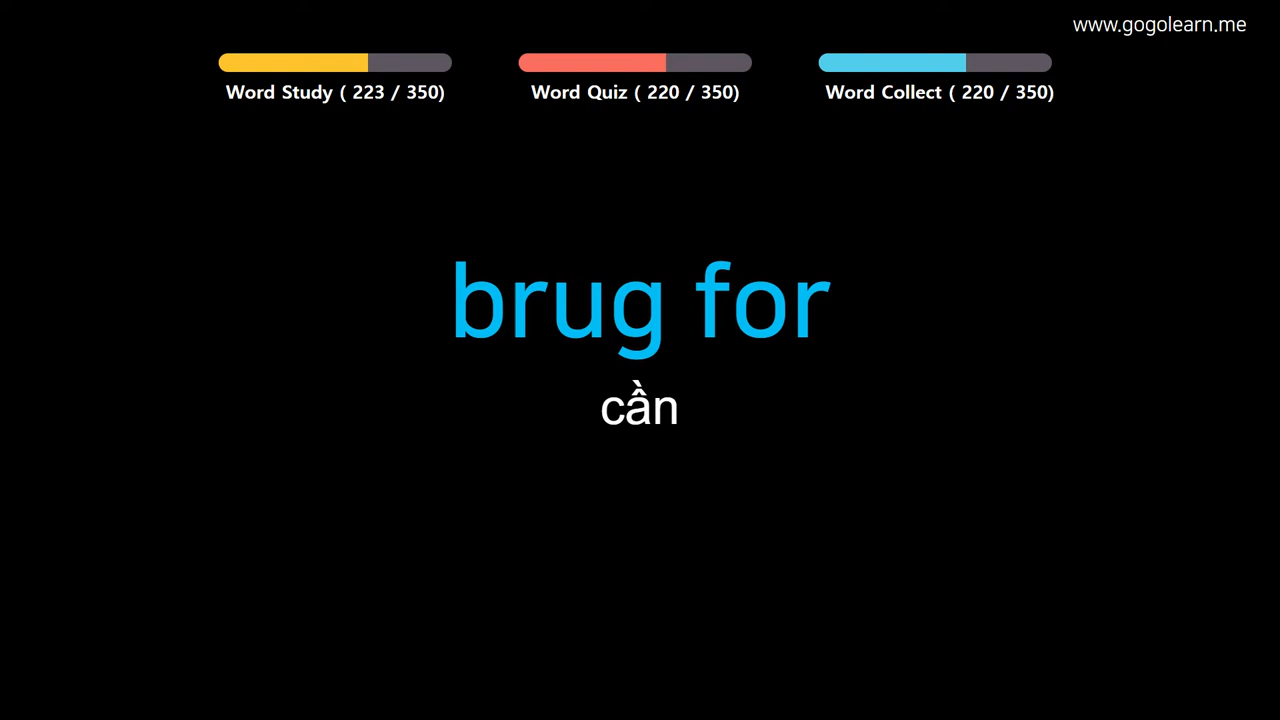 www.gogolearn.me
Word Study ( 223 / 350)
Word Quiz ( 220 / 350)
Word Collect ( 220 / 350)
brug for
cần